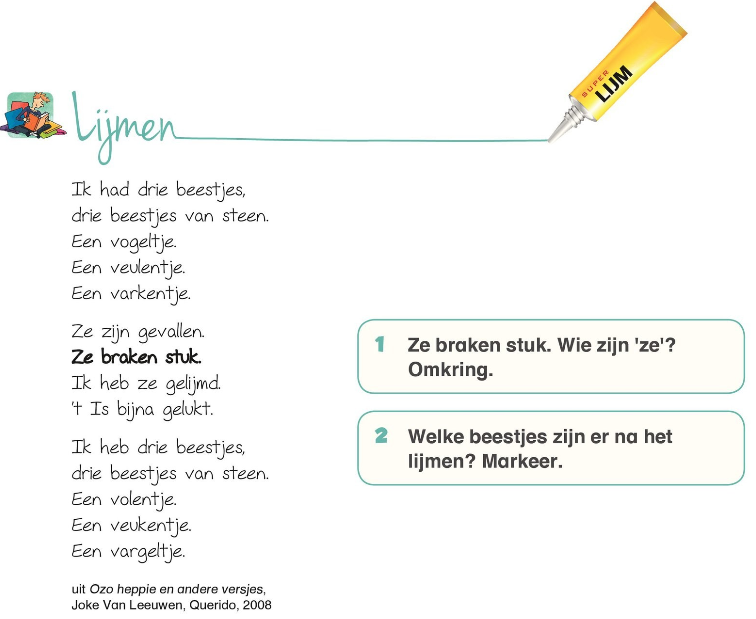 SUPER
LIJM
Lijmen
Ik had drie beestjes,
drie beestjes van steen.
Een vogeltje.
Een veulentje.
Een varkentje.
Ze zijn gevallen.
Ze braken stuk.
Ik heb ze gelijmd.
't Is bijna gelukt.
Ik heb drie beestjes,
drie beestjes van steen.
Een volentje.
Een veukentje.
Een vargeltje.
uit Ozo heppie en andere versjes,
Joke Van Leeuwen, Querido, 2008
1 Ze braken stuk. Wie zijn 'ze'?
Omkring.
2 Welke beestjes zijn er na het
lijmen? Markeer.